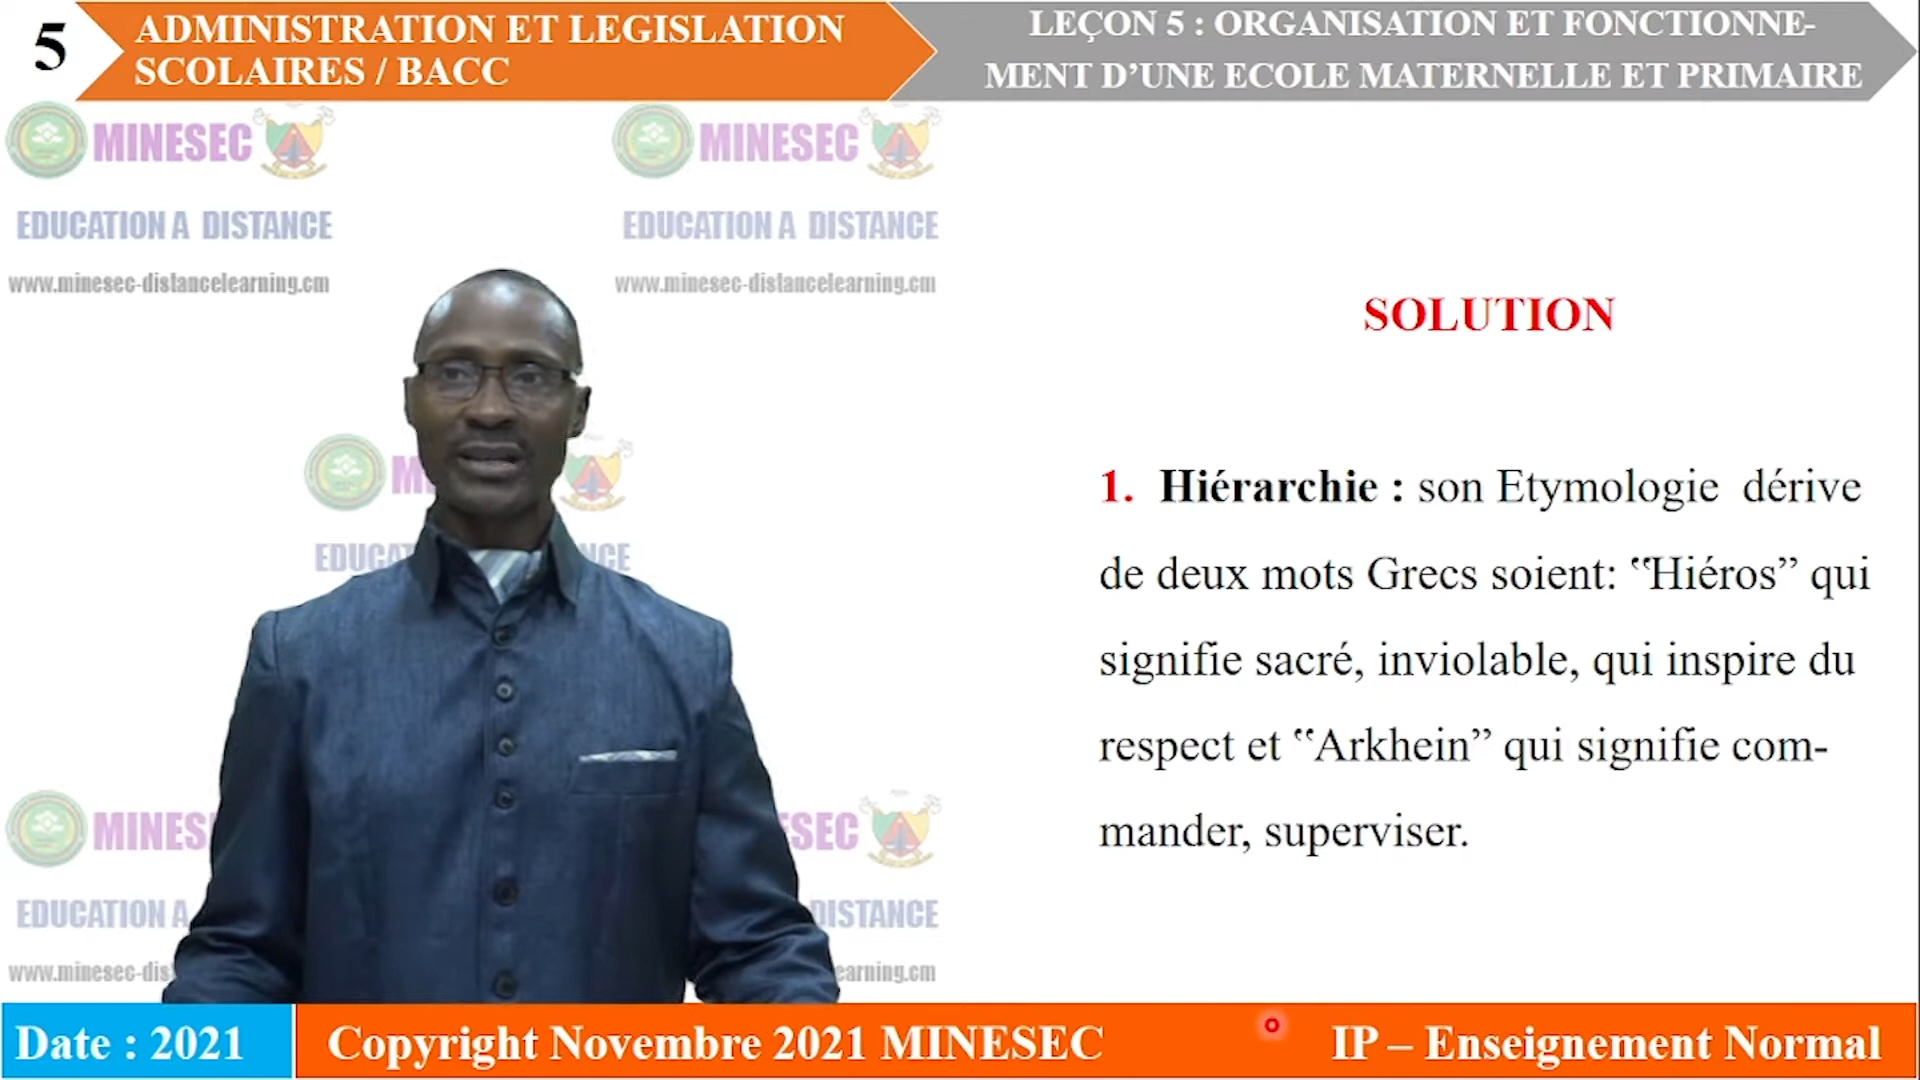 5
ADMINISTRATION ET LEGISLATION
SCOLAIRES / BACC
LEÇON 5 : ORGANISATION ET FONCTIONNE-
MENT D’UNE ECOLE MATERNELLE ET PRIMAIRE
MINESEC
EDUCATION A DISTANCE
www.minesec-distancelearning.cm
MINESEC
EDUCATION A DISTANCE
www.minesec-distancelearning.cm
SOLUTION
1. Hiérarchie : son Etymologie dérive
de deux mots Grecs soient: “Hiéros” qui
signifie sacré, inviolable, qui inspire du
respect et “Arkhein” qui signifie com-
mander, superviser.
Date : 2021
Copyright Novembre 2021 MINESEC
IP – Enseignement Normal